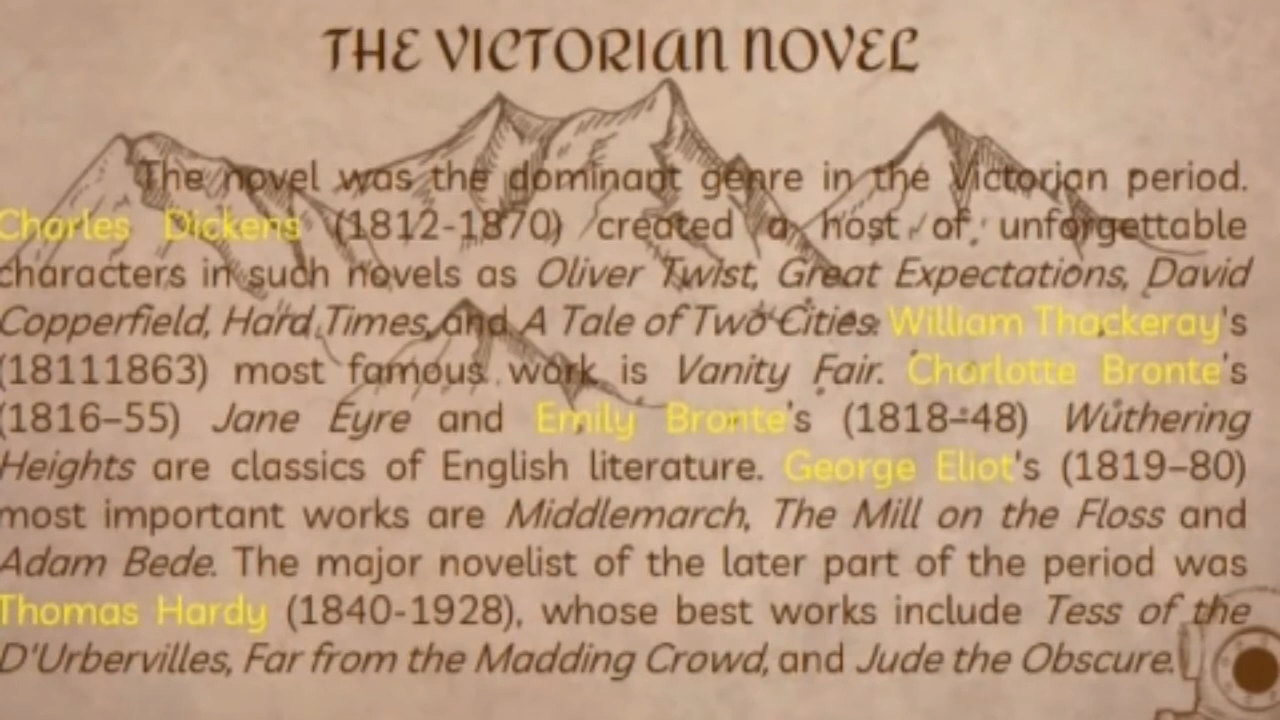 THE VICTORIAN NOVEL
The novel was the dominant genre in the Victorian period.
Charles Dickens (1812-1870) created a host of unforgettable
characters in such novels as Oliver Twist, Great Expectations, David
Copperfield, Hard Times, and A Tale of Two Cities. William Thackeray's
(18111863) most famous work is Vanity Fair. Charlotte Bronte's
(1816–55) Jane Eyre and Emily Bronte's (1818–48) Wuthering
Heights are classics of English literature. George Eliot's (1819–80)
most important works are Middlemarch, The Mill on the Floss and
Adam Bede. The major novelist of the later part of the period was
Thomas Hardy (1840-1928), whose best works include Tess of the
D'Urbervilles, Far from the Madding Crowd, and Jude the Obscure.